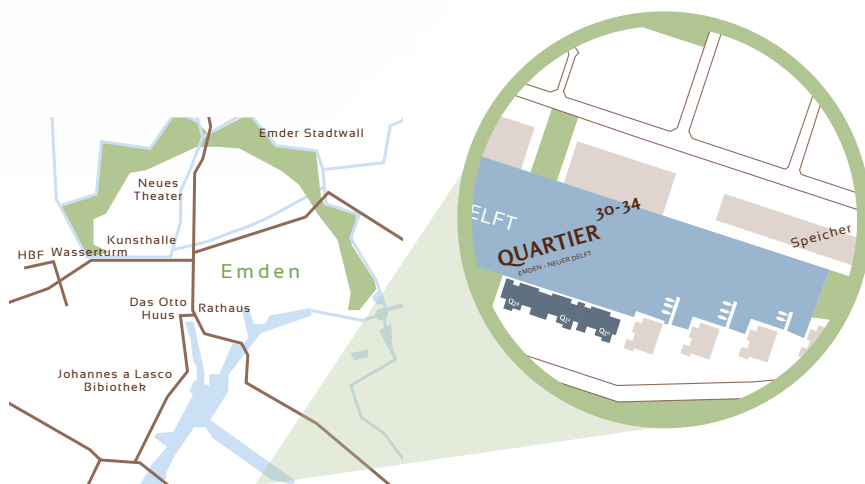 Emder Stadtwall
Neues
Theater
Kunsthalle
HBF
Wasserturm
Emden
Das Otto
Huus
Rathaus
Johannes a Lasco
Bibiothek
ELFT
30-34
QUARTIER
EMDEN - NEUER DELFT
Speicher